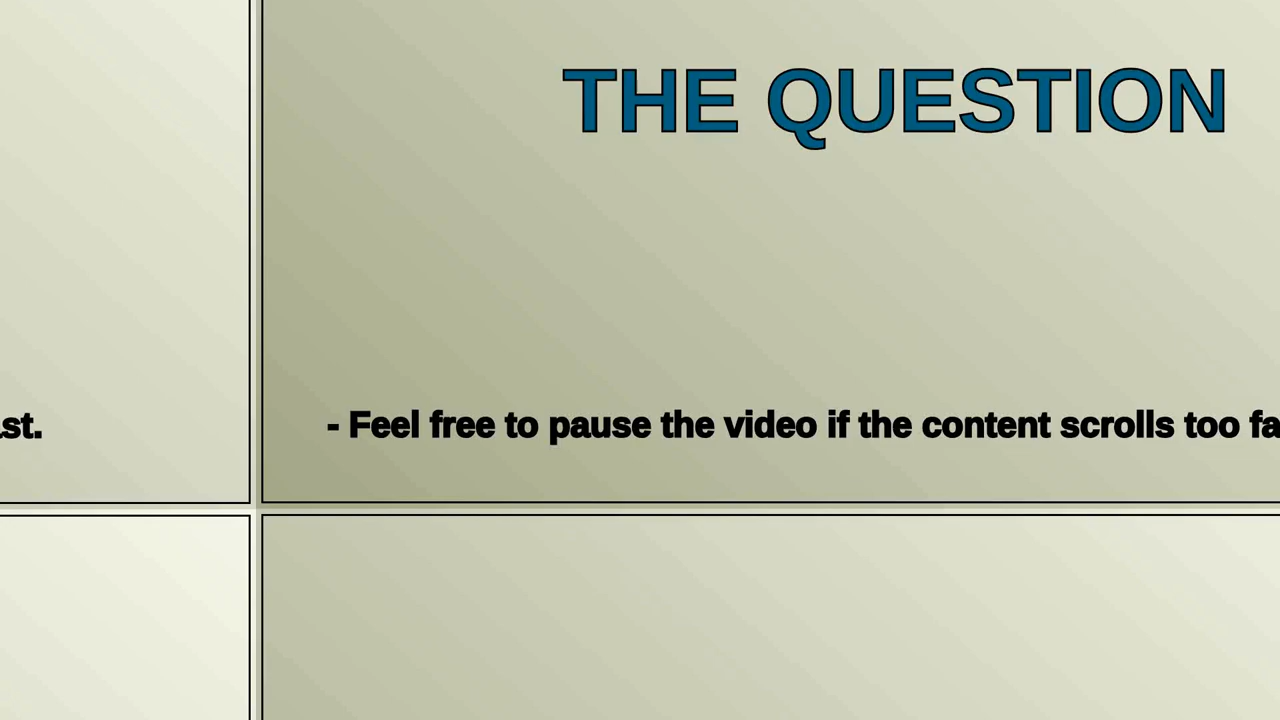 THE QUESTION
st.
- Feel free to pause the video if the content scrolls too fa